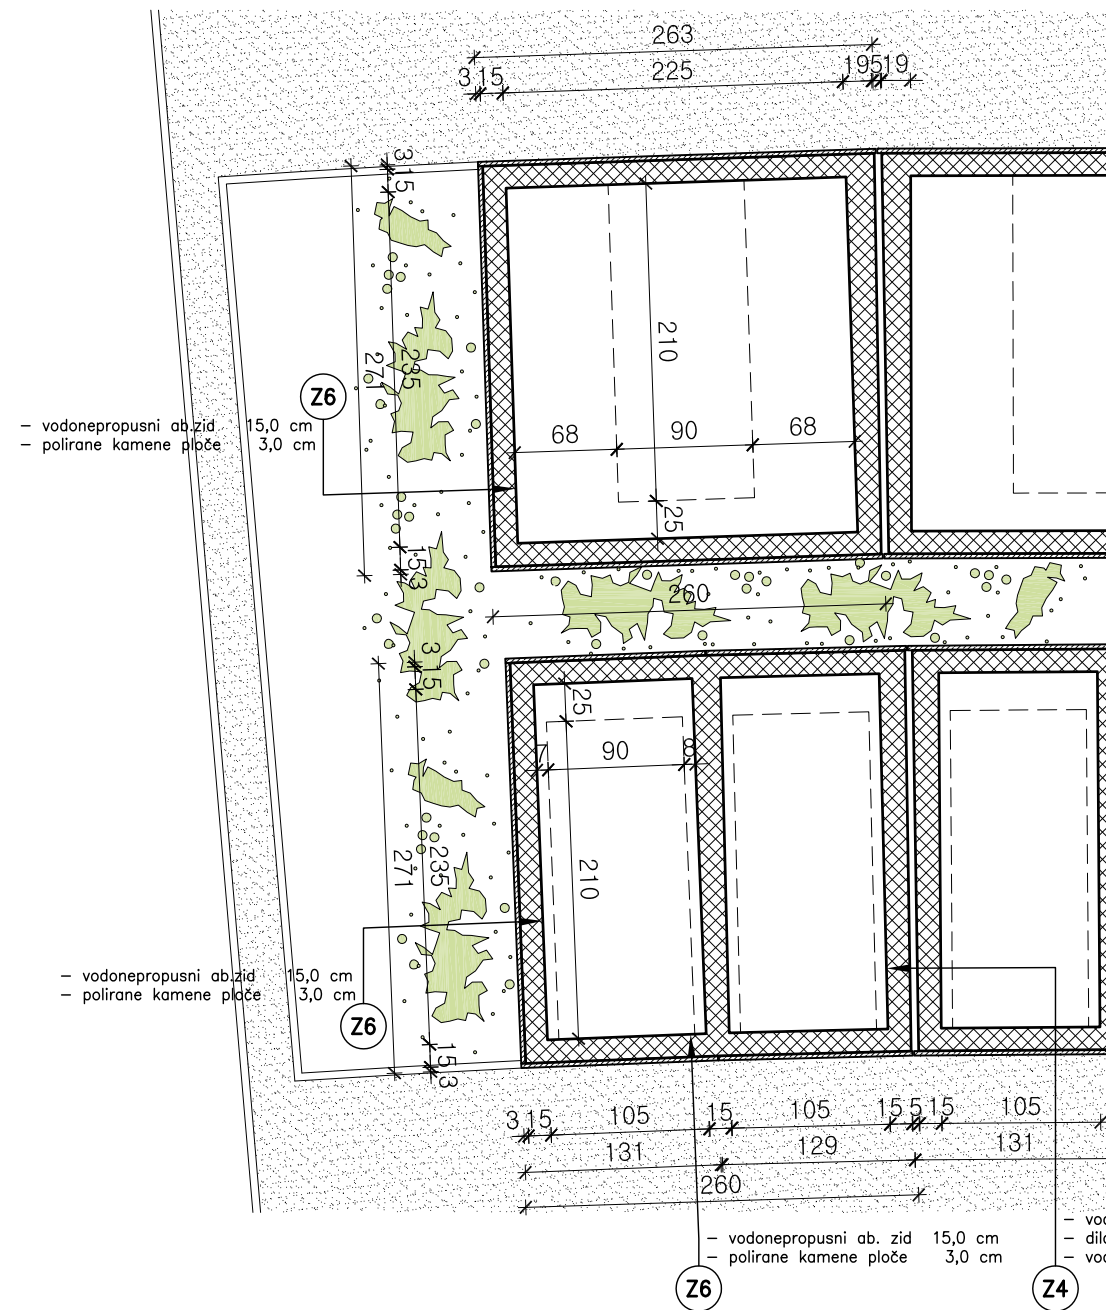 263
3 15 225 19 5 19
3
15
271
235
210
Z6
– vodonepropusni ab.zid 15,0 cm
– polirane kamene ploče 3,0 cm
68 90 68
25
15
3
260
3
15
25
7 90 8
271
235
210
– vodonepropusni ab.zid 15,0 cm
– polirane kamene ploče 3,0 cm
Z6
15
3
3 15 105 15 105 15 5 15 105
131 129 131
260
– vodonepropusni ab. zid 15,0 cm
– polirane kamene ploče 3,0 cm
Z6
Z4